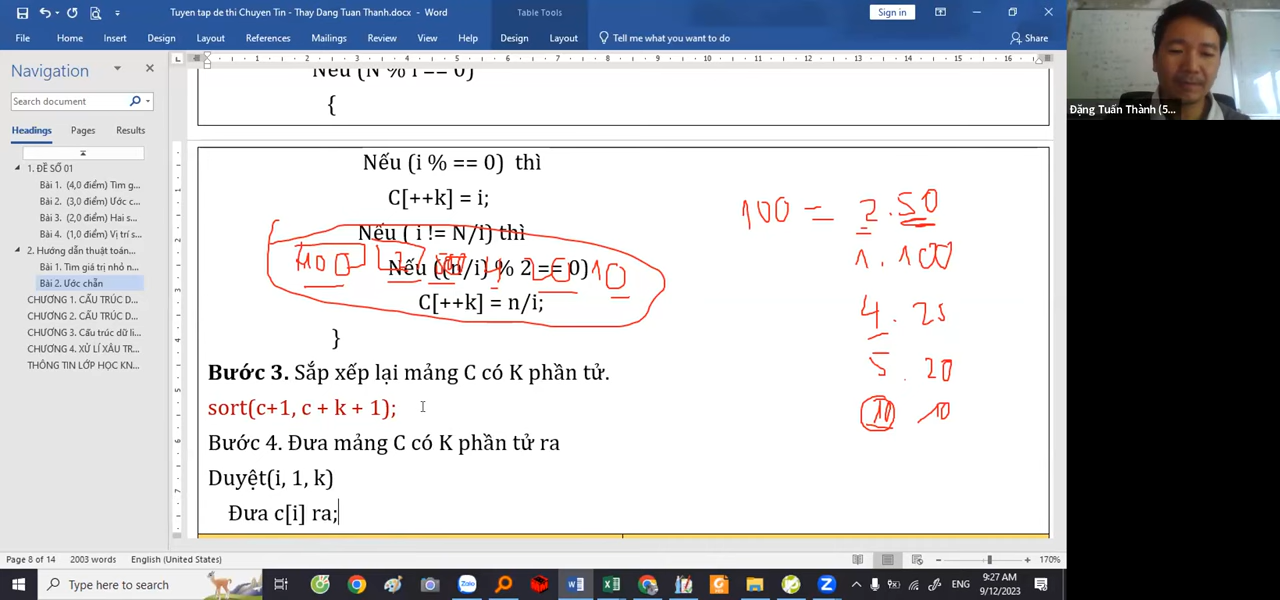 Tuyen tap de thi Chuyen Tin - Thay Dang Tuan Thanh.docx - Word
Table Tools
Sign in
File Home Insert Design Layout References Mailings Review View Help Design Layout Tell me what you want to do Share
Navigation
Search document
Headings Pages Results
1. ĐỀ SỐ 01
Bài 1. (4,0 điểm) Tìm g...
Bài 2. (3,0 điểm) Ước c...
Bài 3. (2,0 điểm) Hai s...
Bài 4. (1,0 điểm) Vị trí s...
2. Hướng dẫn thuật toán...
Bài 1. Tìm giá trị nhỏ n...
Bài 2. Ước chẵn
CHƯƠNG 1. CẤU TRÚC D...
CHƯƠNG 2. CẤU TRÚC D...
CHƯƠNG 3. Cấu trúc dữ li...
CHƯƠNG 4. XỬ LÍ XÂU TR...
THÔNG TIN LỚP HỌC KN...
Nếu (N % i == 0)
{
Nếu (i % == 0) thì
C[++k] = i;
Nếu ( i != N/i) thì
Nếu ((n/i) % 2 == 0)
C[++k] = n/i;
}
Bước 3. Sắp xếp lại mảng C có K phần tử.
sort(c+1, c + k + 1);
Bước 4. Đưa mảng C có K phần tử ra
Duyệt(i, 1, k)
Đưa c[i] ra;
100 2 50 4 20 10
100 = 2 . 50
1 . 100
4 . 25
5 . 20
10 10
Đặng Tuấn Thành (5...
Page 8 of 14 2003 words English (United States) 170%
Type here to search
ENG
9:27 AM
9/12/2023